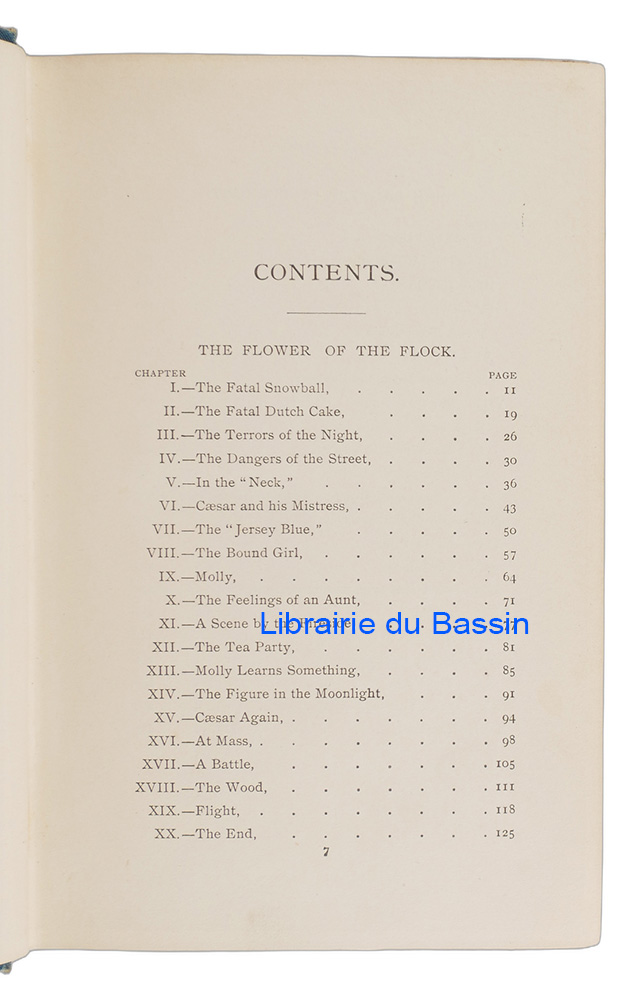 CONTENTS.
THE FLOWER OF THE FLOCK.
CHAPTER PAGE
I.—The Fatal Snowball, . . . . . 11
II.—The Fatal Dutch Cake, . . . . 19
III.—The Terrors of the Night, . . . . 26
IV.—The Dangers of the Street, . . . . 30
V.—In the “Neck,” . . . . . . 36
VI.—Cæsar and his Mistress, . . . . . 43
VII.—The “Jersey Blue,” . . . . . 50
VIII.—The Bound Girl, . . . . . . 57
IX.—Molly, . . . . . . . . 64
X.—The Feelings of an Aunt, . . . . 71
XI.—A Scene by the . . . . 77
Librairie du Bassin
XII.—The Tea Party, . . . . . . 81
XIII.—Molly Learns Something, . . . . 85
XIV.—The Figure in the Moonlight, . . . 91
XV.—Cæsar Again, . . . . . . . 94
XVI.—At Mass, . . . . . . . . 98
XVII.—A Battle, . . . . . . . 105
XVIII.—The Wood, . . . . . . . 111
XIX.—Flight, . . . . . . . . 118
XX.—The End, . . . . . . . 125
7